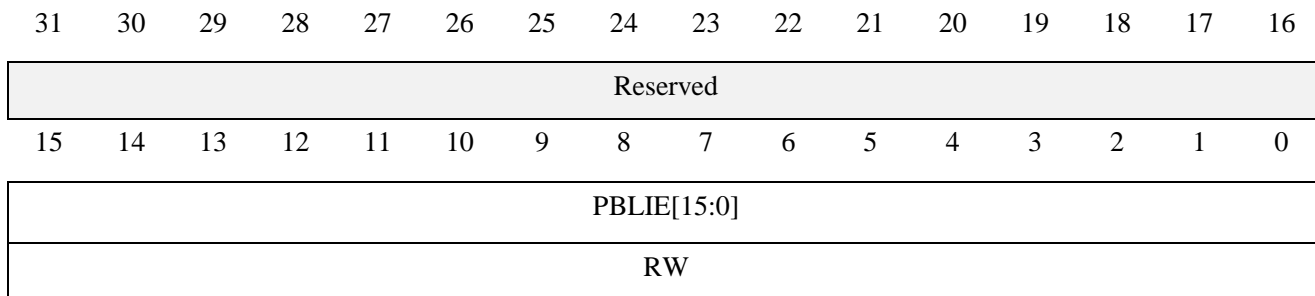 31 30 29 28 27 26 25 24 23 22 21 20 19 18 17 16
Reserved
15 14 13 12 11 10 9 8 7 6 5 4 3 2 1 0
PBLIE[15:0]
RW